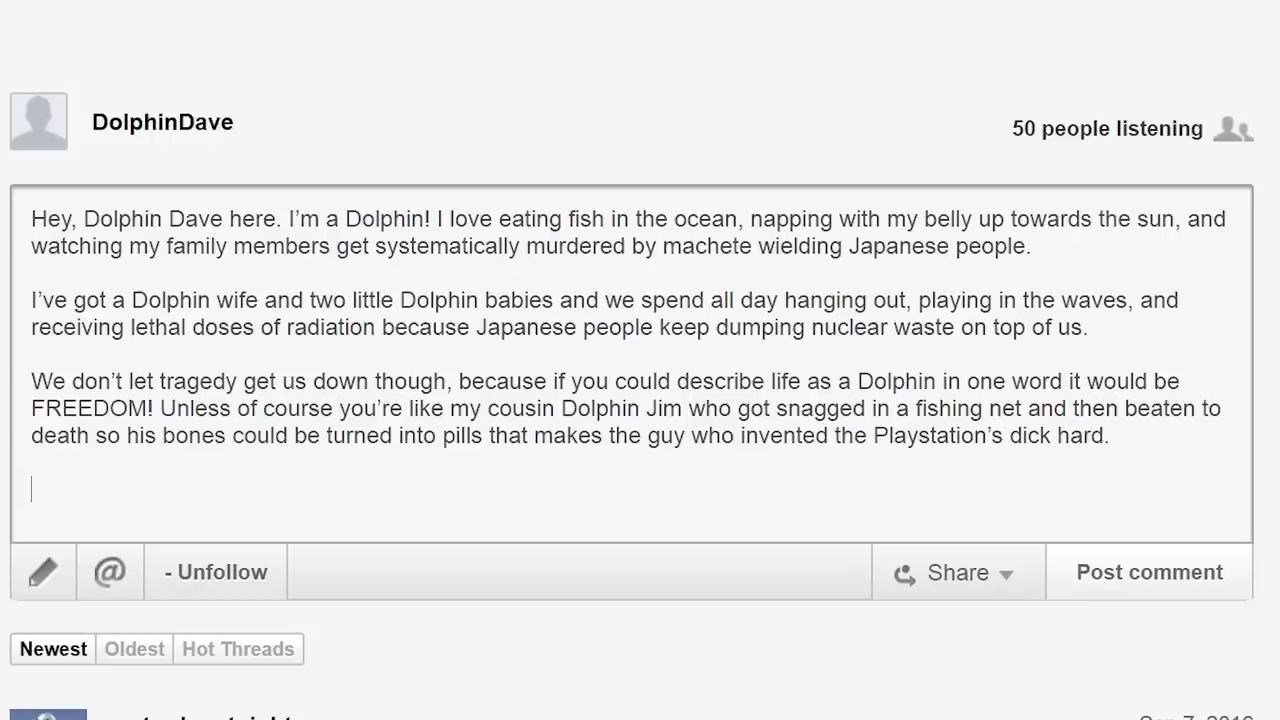 DolphinDave
50 people listening
Hey, Dolphin Dave here. I’m a Dolphin! I love eating fish in the ocean, napping with my belly up towards the sun, and
watching my family members get systematically murdered by machete wielding Japanese people.
I’ve got a Dolphin wife and two little Dolphin babies and we spend all day hanging out, playing in the waves, and
receiving lethal doses of radiation because Japanese people keep dumping nuclear waste on top of us.
We don’t let tragedy get us down though, because if you could describe life as a Dolphin in one word it would be
FREEDOM! Unless of course you’re like my cousin Dolphin Jim who got snagged in a fishing net and then beaten to
death so his bones could be turned into pills that makes the guy who invented the Playstation’s dick hard.
@ - Unfollow Share Post comment
Newest Oldest Hot Threads